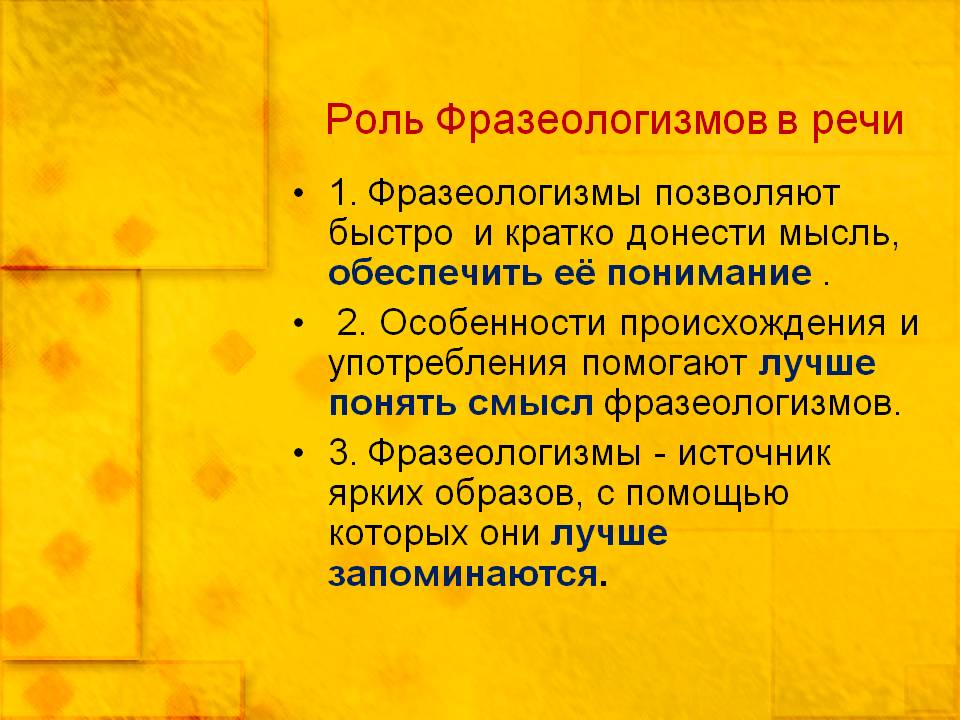 Роль Фразеологизмов в речи
• 1. Фразеологизмы позволяют
быстро  и кратко донести мысль,
обеспечить её понимание .
•  2. Особенности происхождения и
употребления помогают лучше
понять смысл фразеологизмов.
• 3. Фразеологизмы - источник
ярких образов, с помощью
которых они лучше
запоминаются.